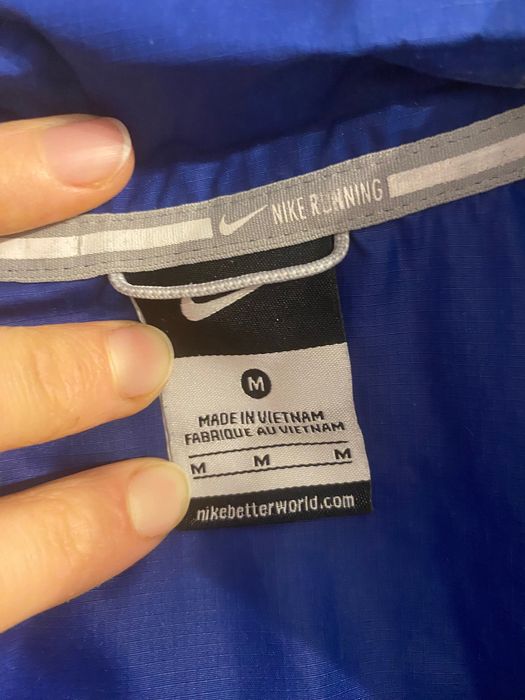 NIKE RUNNING
M
MADE IN VIETNAM
FABRIQUE AU VIETNAM
M M M
nikebetterworld.com